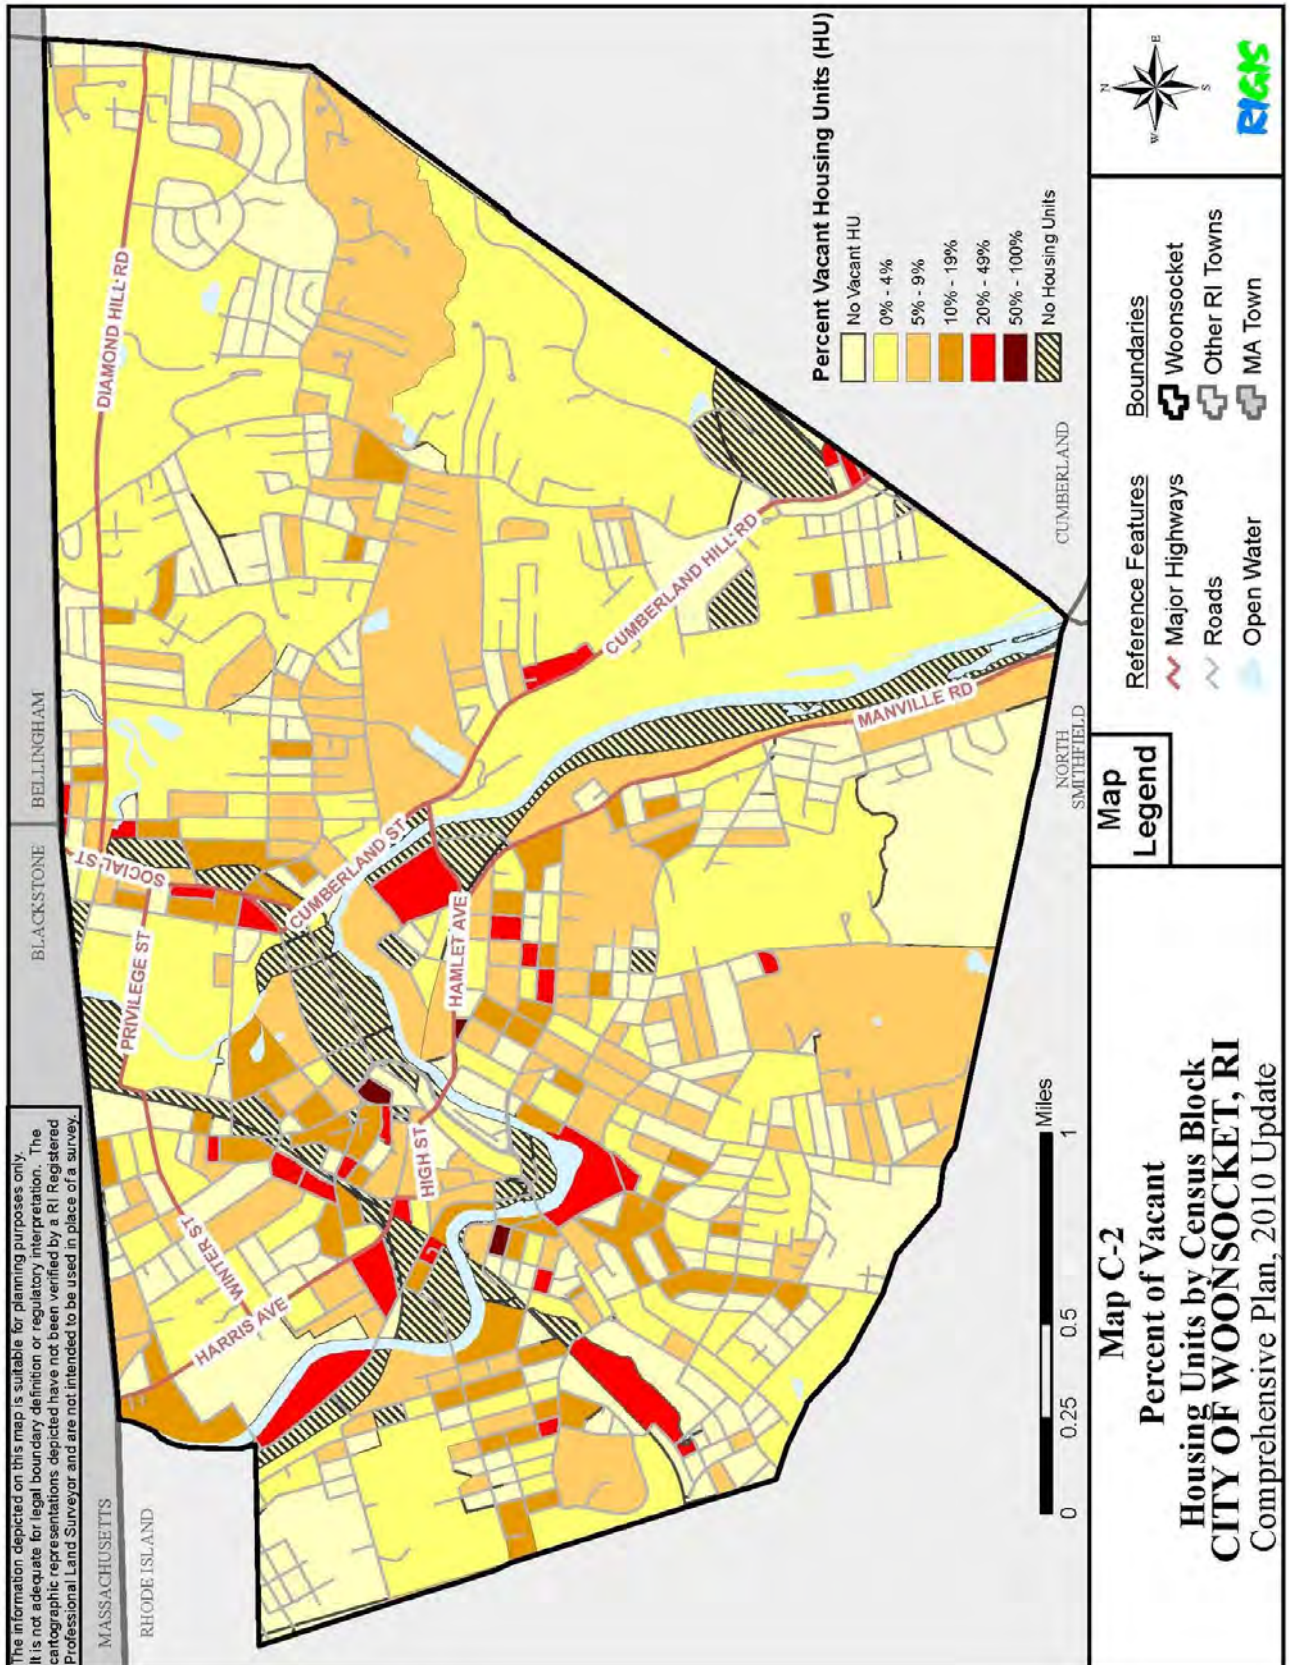 The information depicted on this map is suitable for planning purposes only.
It is not adequate for legal boundary definition or regulatory interpretation. The
cartographic representations depicted have not been verified by a RI Registered
Professional Land Surveyor and are not intended to be used in place of a survey.
MASSACHUSETTS
RHODE ISLAND
BLACKSTONE
BELLINGHAM
DIAMOND HILL RD
SOCIAL ST
PRIVILEGE ST
CUMBERLAND ST
WINTER ST
HARRIS AVE
HIGH ST
HAMLET AVE
CUMBERLAND HILL RD
MANVILLE RD
NORTH
SMITHFIELD
CUMBERLAND
Percent Vacant Housing Units (HU)
No Vacant HU
0% - 4%
5% - 9%
10% - 19%
20% - 49%
50% - 100%
No Housing Units
0
0.25
0.5
1
Miles
Map C-2
Percent of Vacant
Housing Units by Census Block
CITY OF WOONSOCKET, RI
Comprehensive Plan, 2010 Update
Map
Legend
Reference Features
Major Highways
Roads
Open Water
Boundaries
Woonsocket
Other RI Towns
MA Town
N
W
E
S
RIGIS